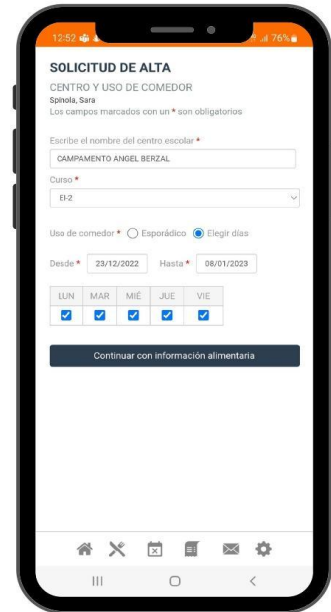 12:52 76%
SOLICITUD DE ALTA
CENTRO Y USO DE COMEDOR
Spinola, Sara
Los campos marcados con un * son obligatorios
Escribe el nombre del centro escolar *
CAMPAMENTO ANGEL BERZAL
Curso *
EI-2
Uso de comedor * Esporádico Elegir días
Desde * 23/12/2022 Hasta * 08/01/2023
LUN MAR MIÉ JUE VIE
Continuar con información alimentaria